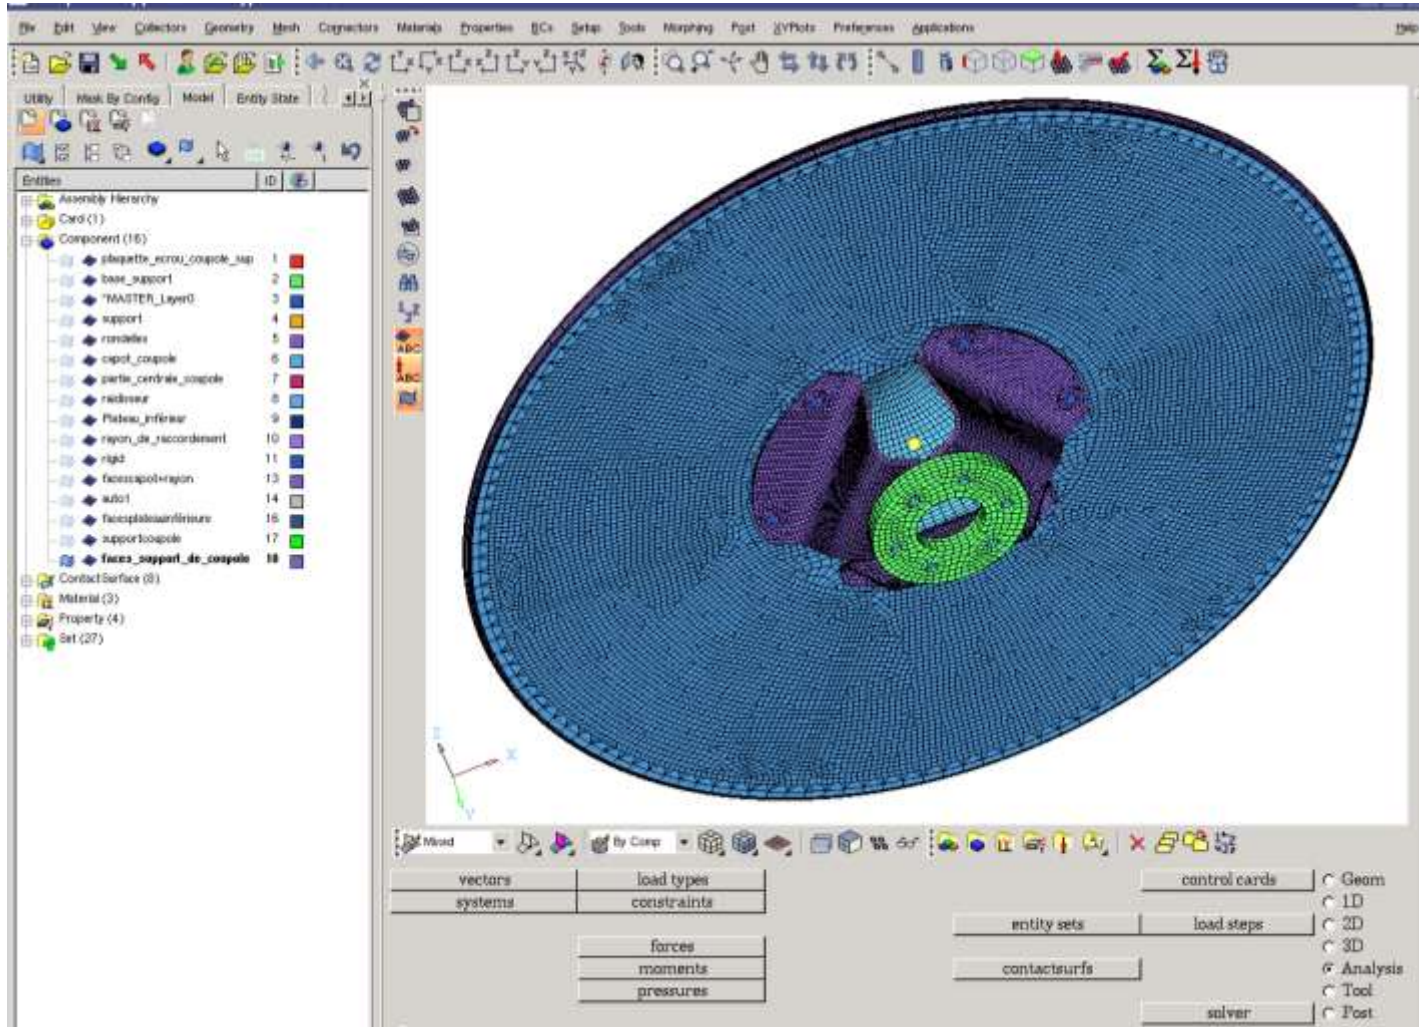 File Edit View Collectors Geometry Mesh Connectors Materials Properties BCs Setup Tools Morphing Post XYPlots Preferences Applications Help
Utility Mask By Config Model Entity State
Entities ID
Assembly Hierarchy
Card (1)
Component (16)
plaquette_ecrou_coupole_sup 1
base_support 2
"MASTER_Layer0 3
support 4
rondelles 5
capot_coupole 6
partie_centrale_coupole 7
raidisseur 8
Plateau_inférieur 9
rayon_de_raccordement 10
rigid 11
facescapot+rayon 13
auto1 14
facesplateauinférieure 16
supportcoupole 17
faces_support_de_coupole 18
ContactSurface (8)
Material (3)
Property (4)
Set (27)
ABC
ABC
Z
X
Y
Mixed By Comp
vectors load types control cards Geom
systems constraints 1D
entity sets load steps 2D
forces 3D
moments contactsurfs Analysis
pressures Tool
solver Post